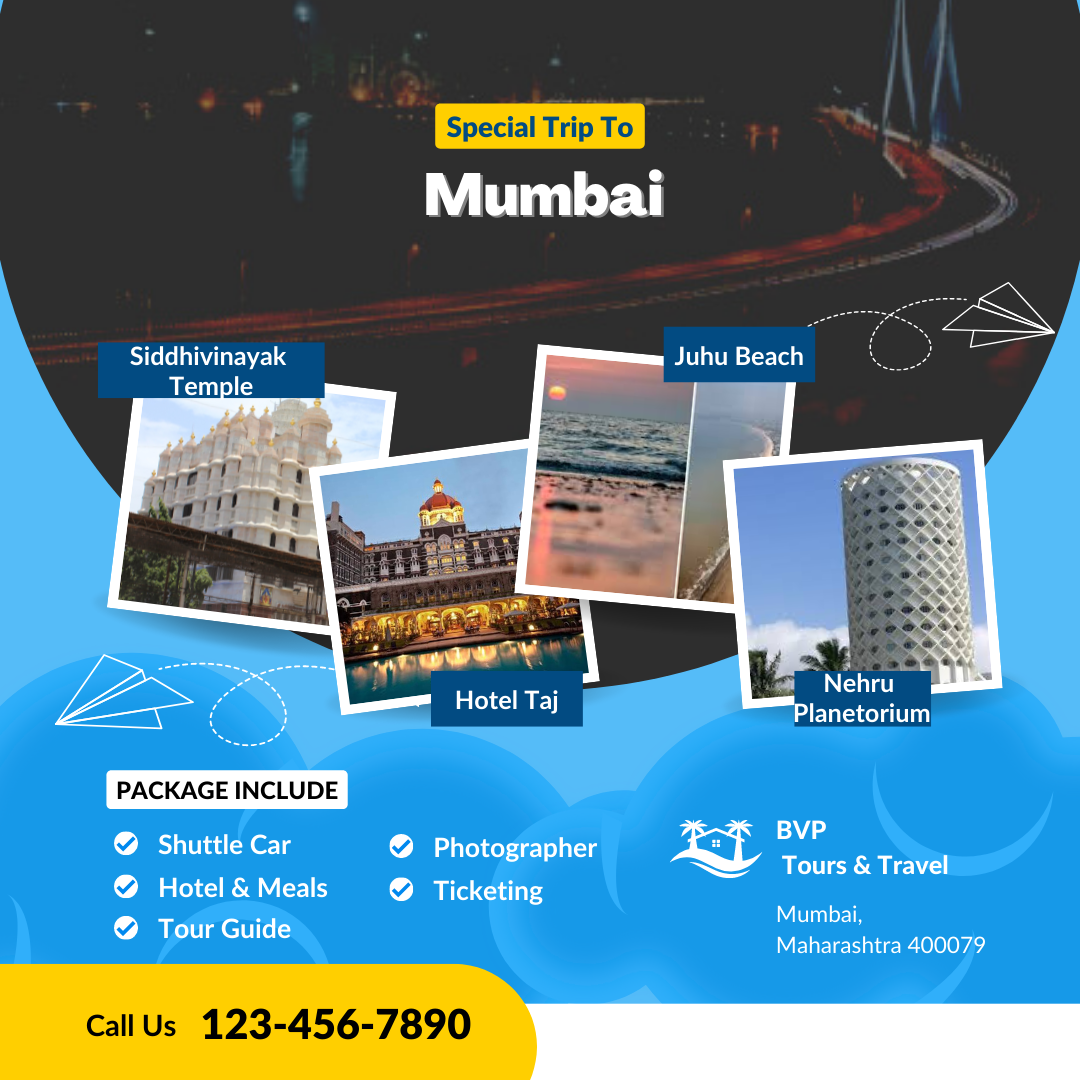 Special Trip To
Mumbai
Siddhivinayak
Temple
Juhu Beach
Hotel Taj
Nehru
Planetorium
PACKAGE INCLUDE
Shuttle Car
Hotel & Meals
Tour Guide
Photographer
Ticketing
BVP
Tours & Travel
Mumbai,
Maharashtra 400079
Call Us 123-456-7890